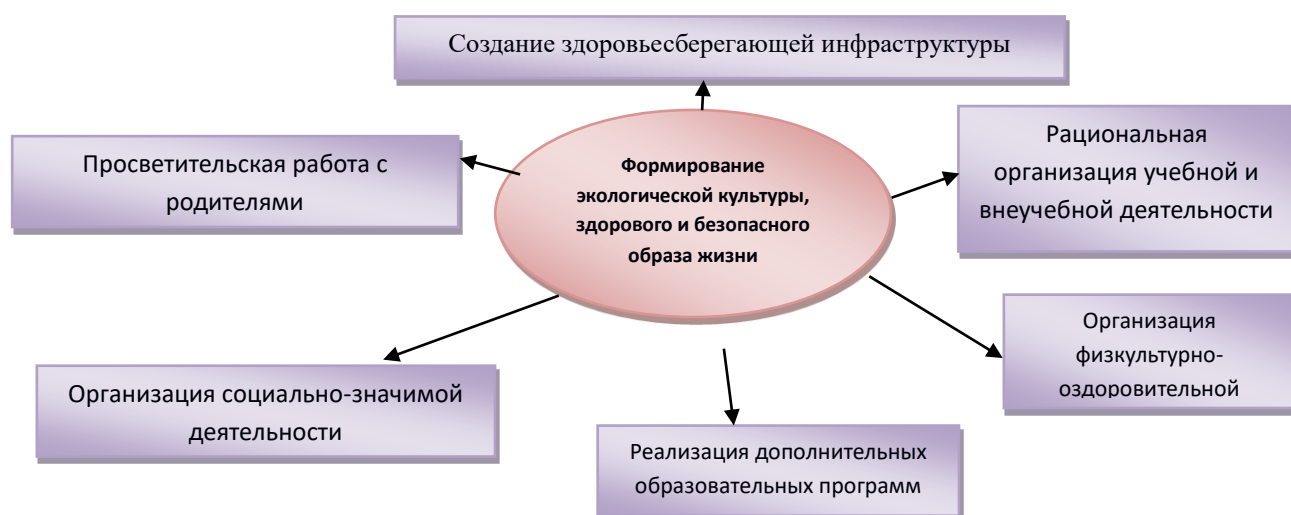 Создание здоровьесберегающей инфраструктуры
Просветительская работа с
родителями
Формирование
экологической культуры,
здорового и безопасного
образа жизни
Рациональная
организация учебной и
внеучебной деятельности
Организация
физкультурно-
оздоровительной
Организация социально-значимой
деятельности
Реализация дополнительных
образовательных программ